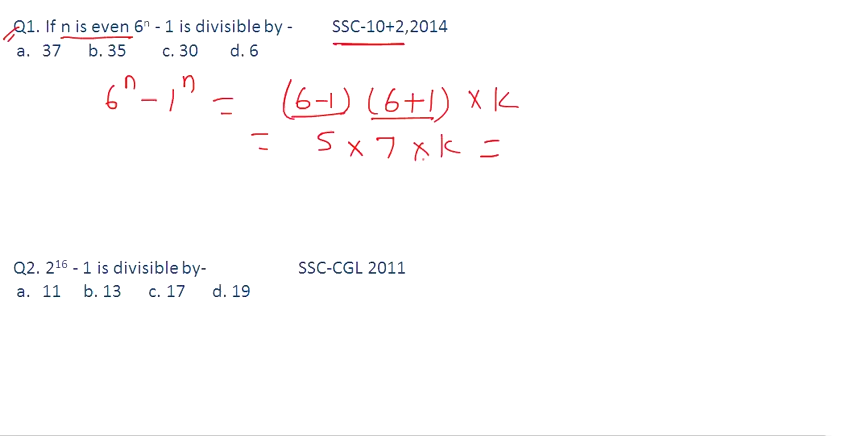 Q1. If n is even 6ⁿ - 1 is divisible by - SSC-10+2,2014
a. 37 b. 35 c. 30 d. 6
6ⁿ - 1ⁿ = (6-1) (6+1) × K
= 5 × 7 × K =
Q2. 2¹⁶ - 1 is divisible by- SSC-CGL 2011
a. 11 b. 13 c. 17 d. 19